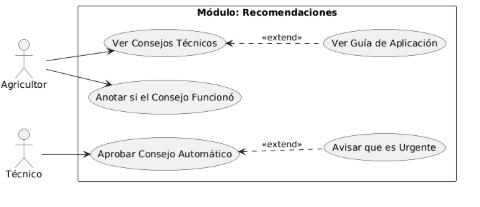 Módulo: Recomendaciones
Ver Consejos Técnicos
«extend»
Ver Guía de Aplicación
Agricultor
Anotar si el Consejo Funcionó
Aprobar Consejo Automático
«extend»
Avisar que es Urgente
Técnico